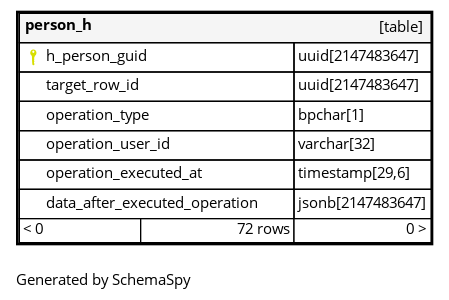 person_h [table]
h_person_guid uuid[2147483647]
target_row_id uuid[2147483647]
operation_type bpchar[1]
operation_user_id varchar[32]
operation_executed_at timestamp[29,6]
data_after_executed_operation jsonb[2147483647]
< 0 72 rows 0 >
Generated by SchemaSpy